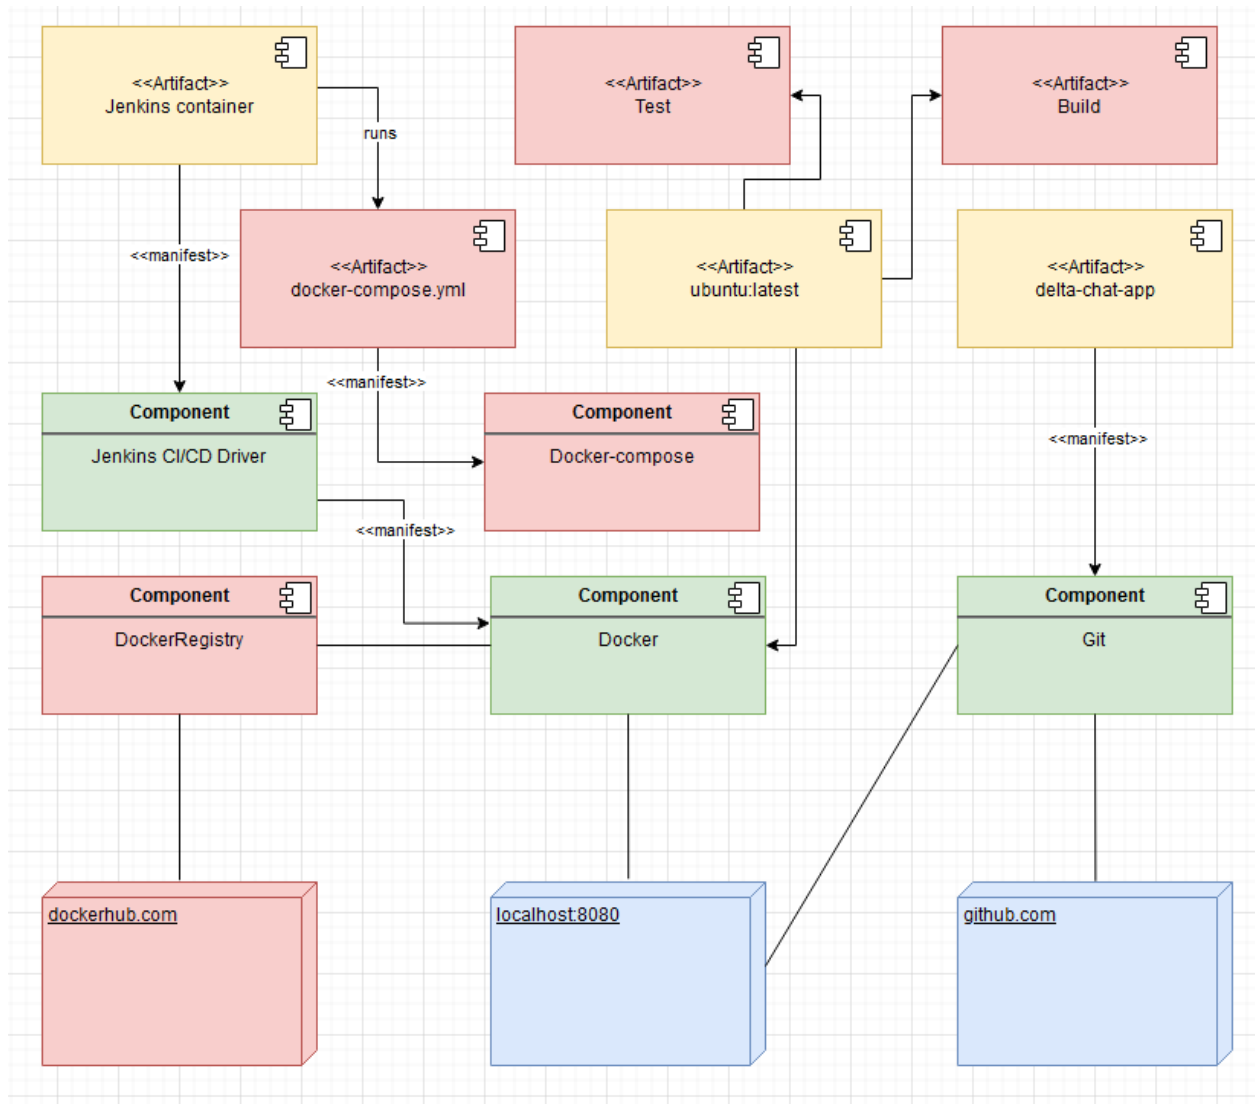 <<Artifact>>
Jenkins container
<<Artifact>>
Test
<<Artifact>>
Build
runs
<<manifest>>
<<Artifact>>
docker-compose.yml
<<Artifact>>
ubuntu:latest
<<Artifact>>
delta-chat-app
<<manifest>>
Component
Jenkins CI/CD Driver
Component
Docker-compose
<<manifest>>
<<manifest>>
Component
DockerRegistry
Component
Docker
Component
Git
dockerhub.com
localhost:8080
github.com